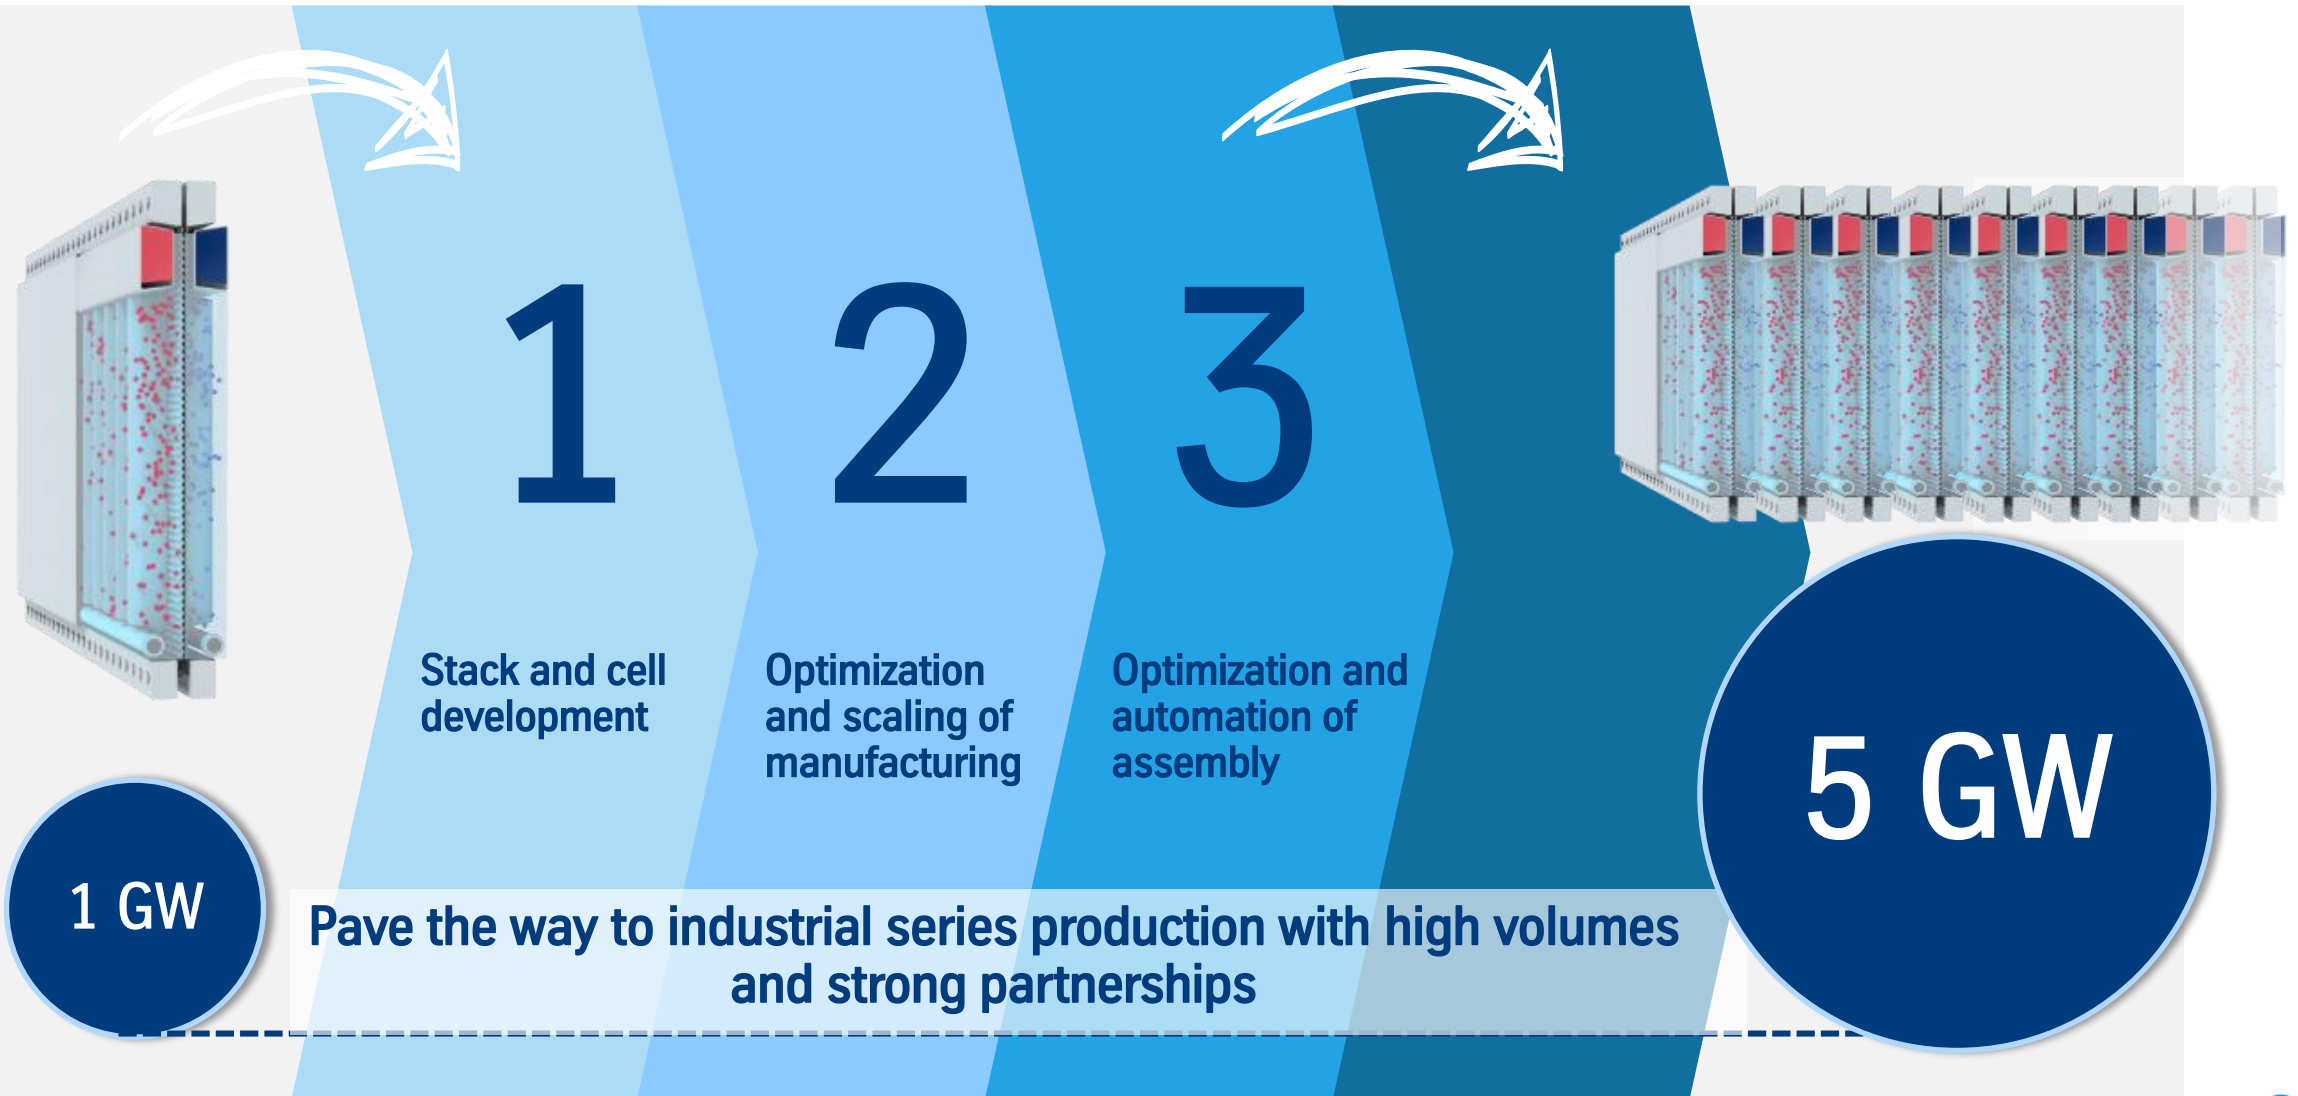 1
2
3
Stack and cell
development
Optimization
and scaling of
manufacturing
Optimization and
automation of
assembly
1 GW
5 GW
Pave the way to industrial series production with high volumes
and strong partnerships